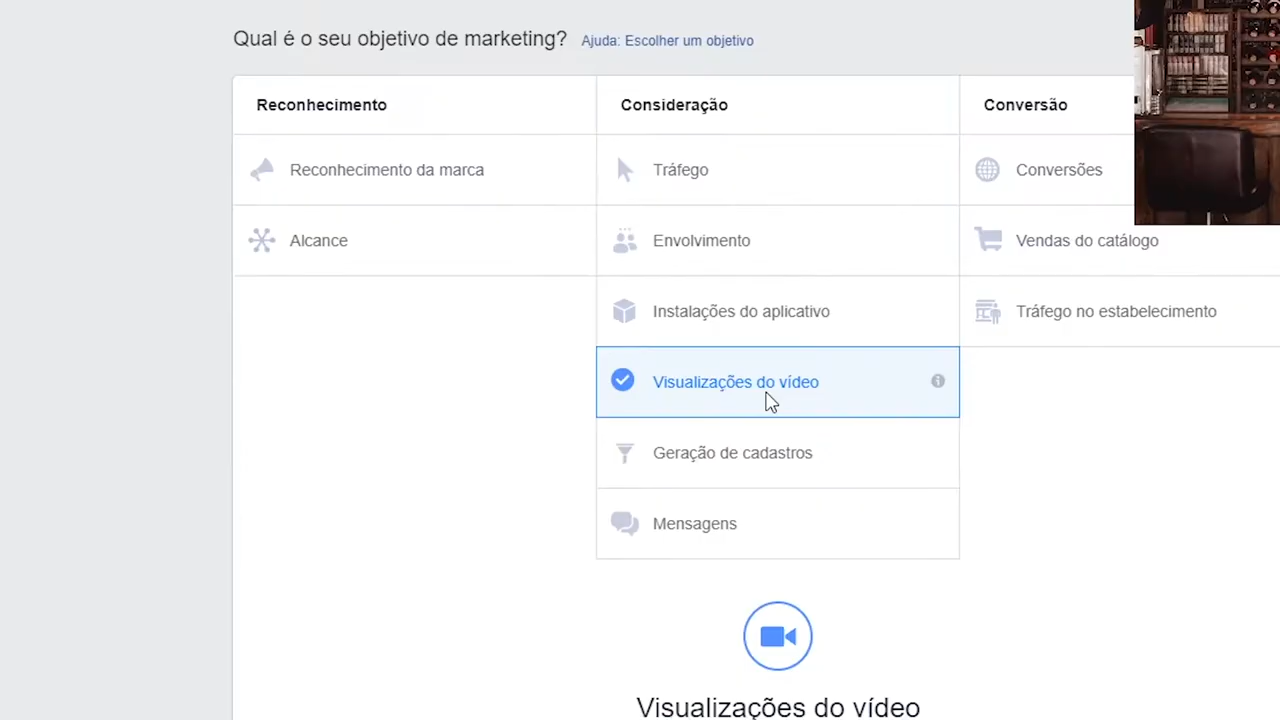 Qual é o seu objetivo de marketing? Ajuda: Escolher um objetivo
Reconhecimento
Consideração
Conversão
Reconhecimento da marca
Tráfego
Conversões
Alcance
Envolvimento
Vendas do catálogo
Instalações do aplicativo
Tráfego no estabelecimento
Visualizações do vídeo
Geração de cadastros
Mensagens
Visualizações do vídeo